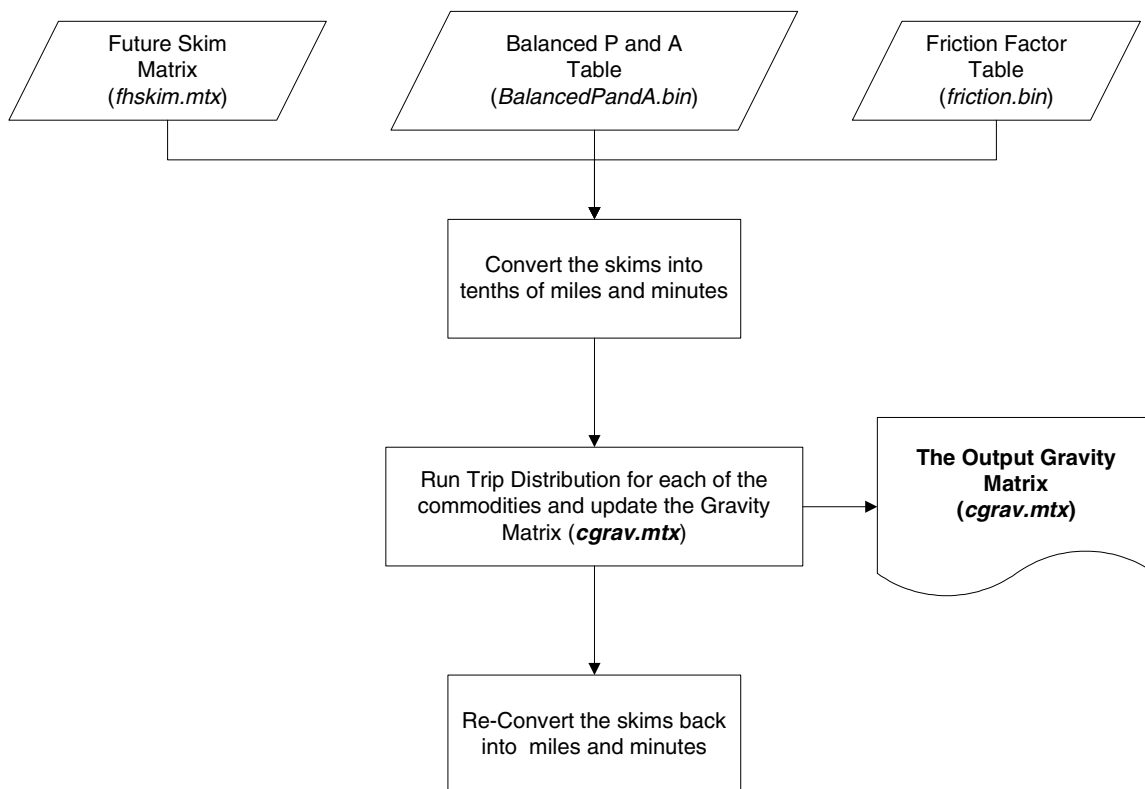 Future Skim
Matrix
(fhskim.mtx)
Balanced P and A
Table
(BalancedPandA.bin)
Friction Factor
Table
(friction.bin)
Convert the skims into
tenths of miles and minutes
Run Trip Distribution for each of the
commodities and update the Gravity
Matrix (cgrav.mtx)
The Output Gravity
Matrix
(cgrav.mtx)
Re-Convert the skims back
into miles and minutes